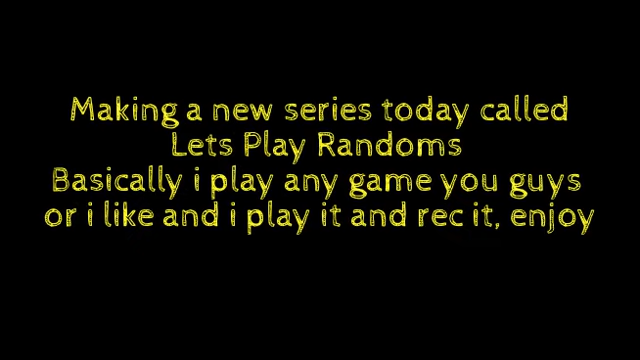 Making a new series today called
Lets Play Randoms
Basically i play any game you guys
or i like and i play it and rec it, enjoy